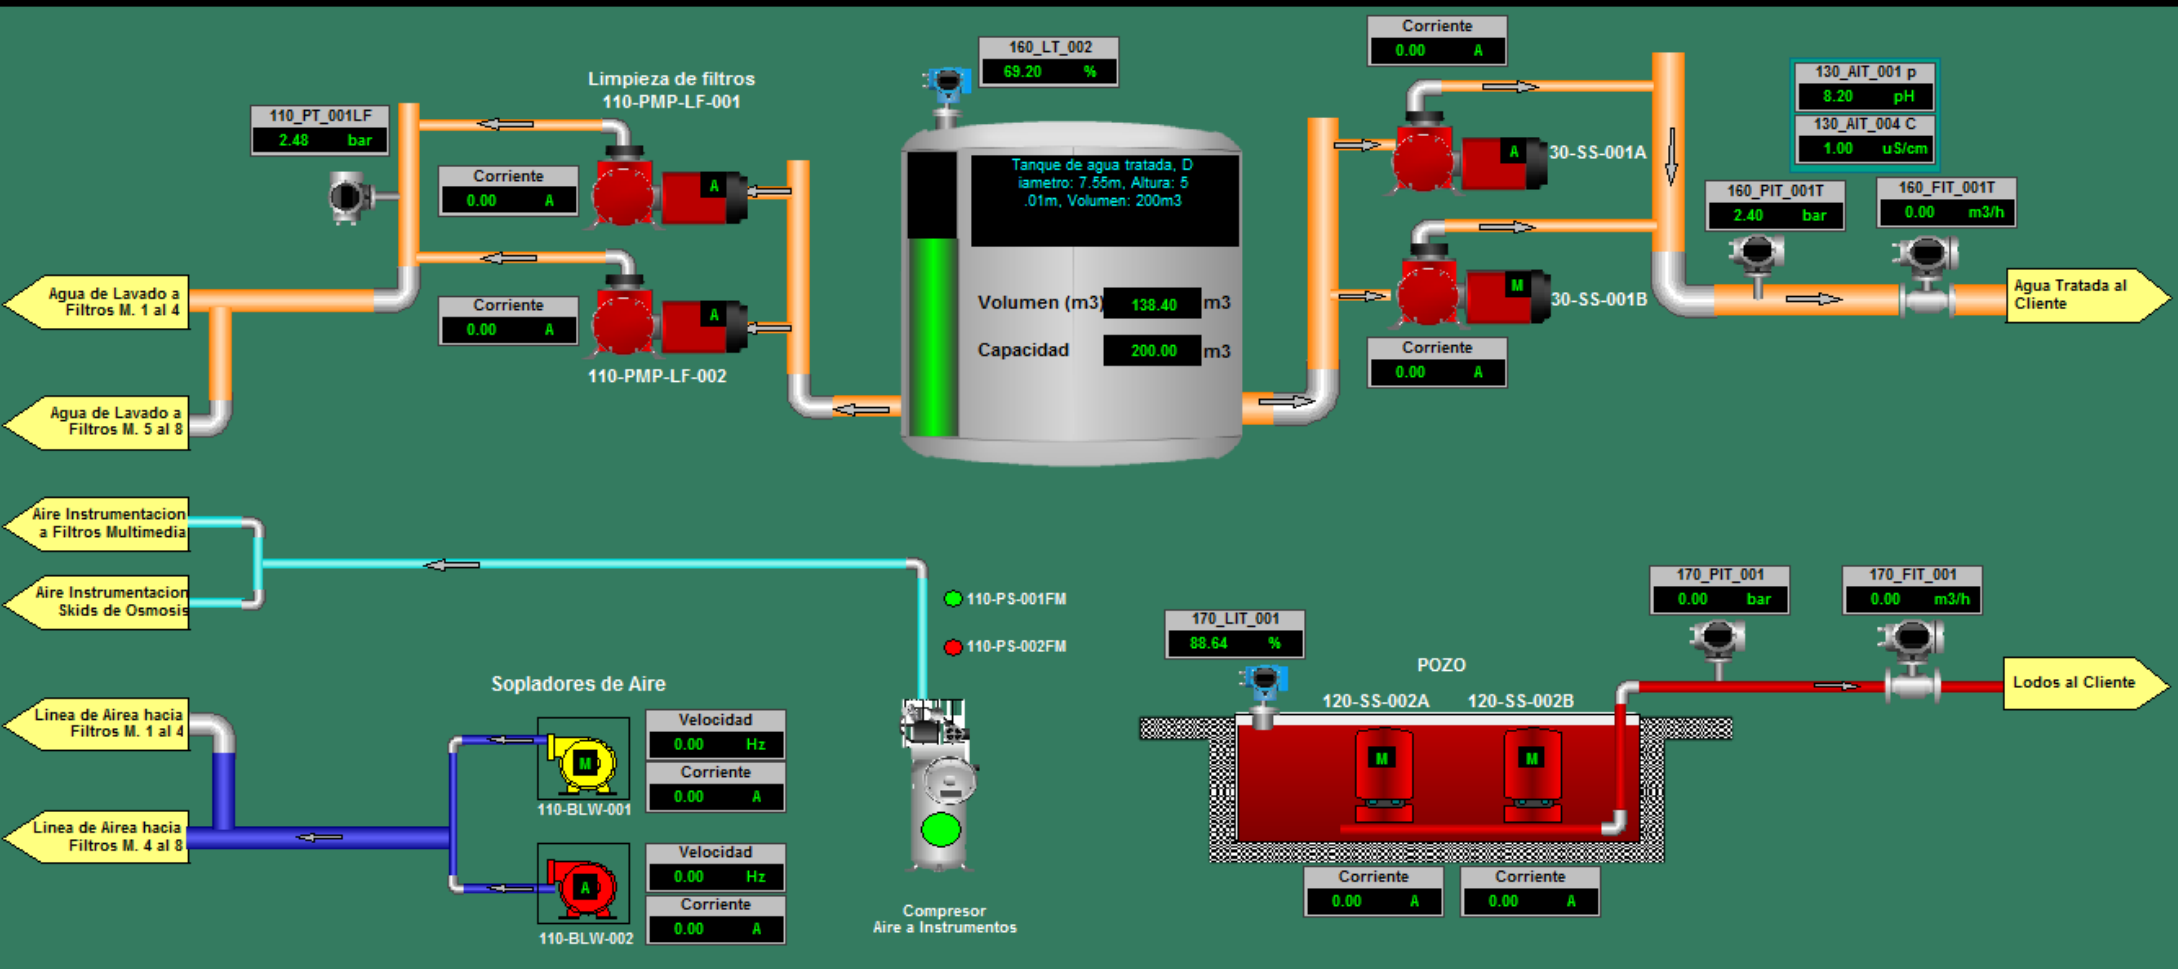 Corriente
0.00 A
160_LT_002
69.20 %
Limpieza de filtros
110-PMP-LF-001
130_AIT_001 p
8.20 pH
130_AIT_004 C
1.00 uS/cm
110_PT_001LF
2.48 bar
Corriente
0.00 A
A
Tanque de agua tratada, D
iametro: 7.55m, Altura: 5
.01m, Volumen: 200m3
A
30-SS-001A
160_PIT_001T
2.40 bar
160_FIT_001T
0.00 m3/h
Agua de Lavado a
Filtros M. 1 al 4
Corriente
0.00 A
A
110-PMP-LF-002
Volumen (m3) 138.40 m3
Capacidad 200.00 m3
M
30-SS-001B
Corriente
0.00 A
Agua Tratada al
Cliente
Agua de Lavado a
Filtros M. 5 al 8
Aire Instrumentacion
a Filtros Multimedia
Aire Instrumentacion
Skids de Osmosis
110-PS-001FM
110-PS-002FM
170_LIT_001
88.64 %
170_PIT_001
0.00 bar
170_FIT_001
0.00 m3/h
POZO
120-SS-002A
120-SS-002B
M
M
Lodos al Cliente
Corriente
0.00 A
Corriente
0.00 A
Sopladores de Aire
Linea de Airea hacia
Filtros M. 1 al 4
M
110-BLW-001
Velocidad
0.00 Hz
Corriente
0.00 A
Linea de Airea hacia
Filtros M. 4 al 8
A
110-BLW-002
Velocidad
0.00 Hz
Corriente
0.00 A
Compresor
Aire a Instrumentos